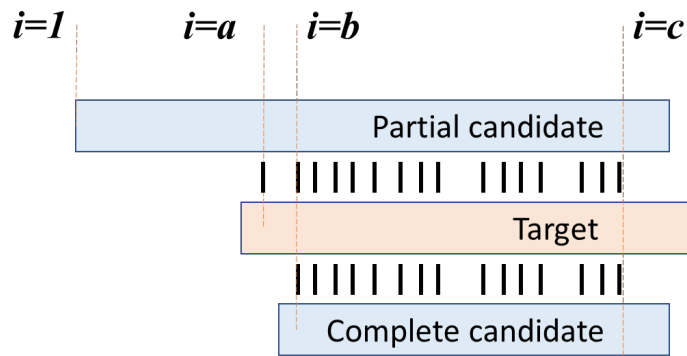 i=1 i=a i=b i=c
Partial candidate
Target
Complete candidate